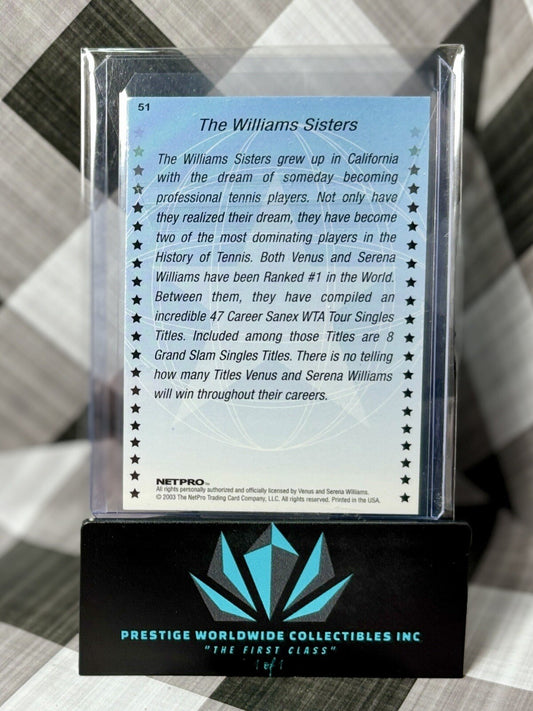 51
The Williams Sisters
The Williams Sisters grew up in California
with the dream of someday becoming
professional tennis players. Not only have
they realized their dream, they have become
two of the most dominating players in the
History of Tennis. Both Venus and Serena
Williams have been Ranked #1 in the World.
Between them, they have compiled an
incredible 47 Career Sanex WTA Tour Singles
Titles. Included among those Titles are 8
Grand Slam Singles Titles. There is no telling
how many Titles Venus and Serena Williams
will win throughout their careers.
NETPRO™
All rights personally authorized and officially licensed by Venus and Serena Williams.
© 2003 The NetPro Trading Card Company, LLC. All rights reserved. Printed in the USA.
PRESTIGE WORLDWIDE COLLECTIBLES INC
"THE FIRST CLASS"
1 of 1